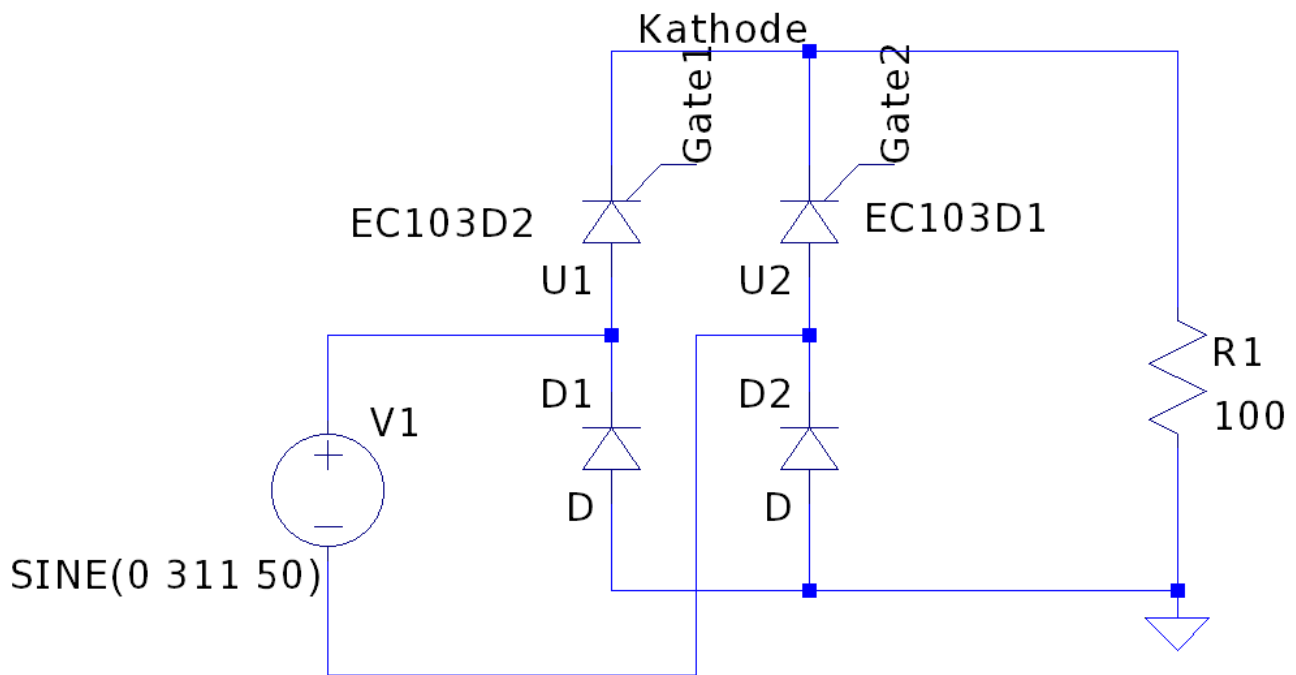 Kathode
Gate1
Gate2
EC103D2
EC103D1
U1
U2
D1
D2
R1
100
V1
D
D
SINE(0 311 50)